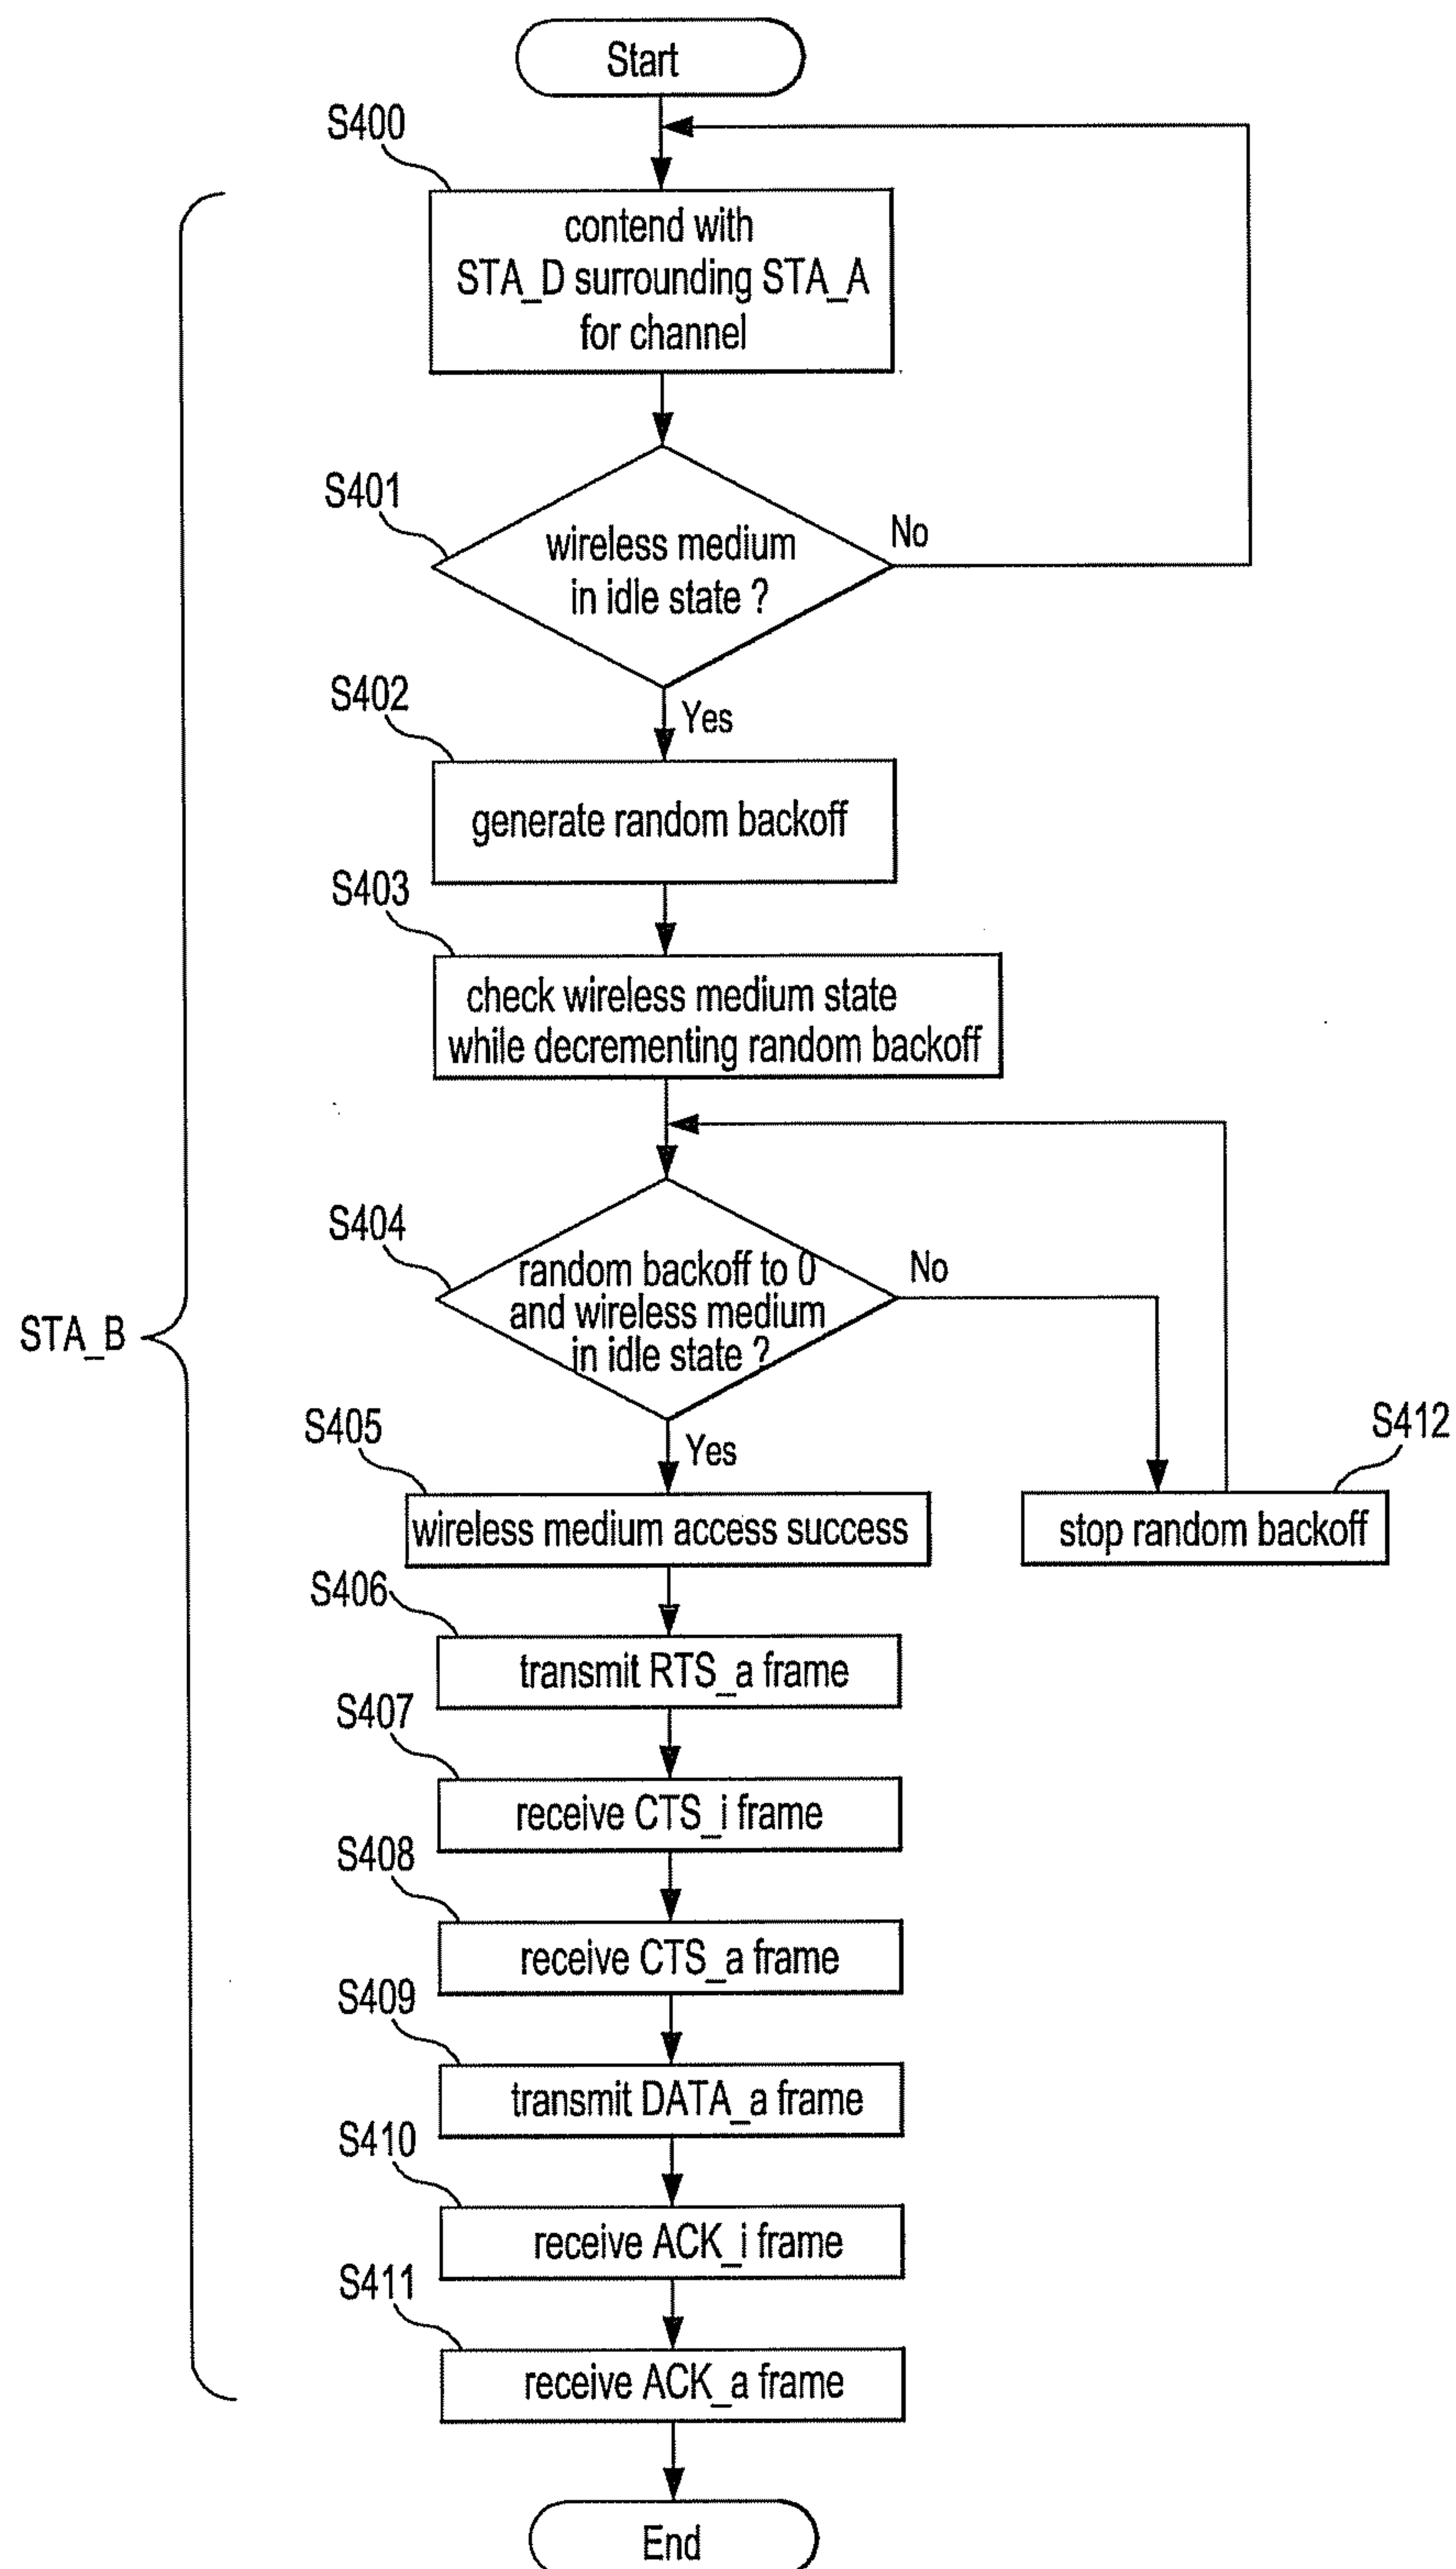 Start
S400
contend with
STA_D surrounding STA_A
for channel
S401
wireless medium
in idle state ?
No
Yes
S402
generate random backoff
S403
check wireless medium state
while decrementing random backoff
S404
random backoff to 0
and wireless medium
in idle state ?
No
STA_B
Yes
S405
wireless medium access success
S412
stop random backoff
S406
transmit RTS_a frame
S407
receive CTS_i frame
S408
receive CTS_a frame
S409
transmit DATA_a frame
S410
receive ACK_i frame
S411
receive ACK_a frame
End